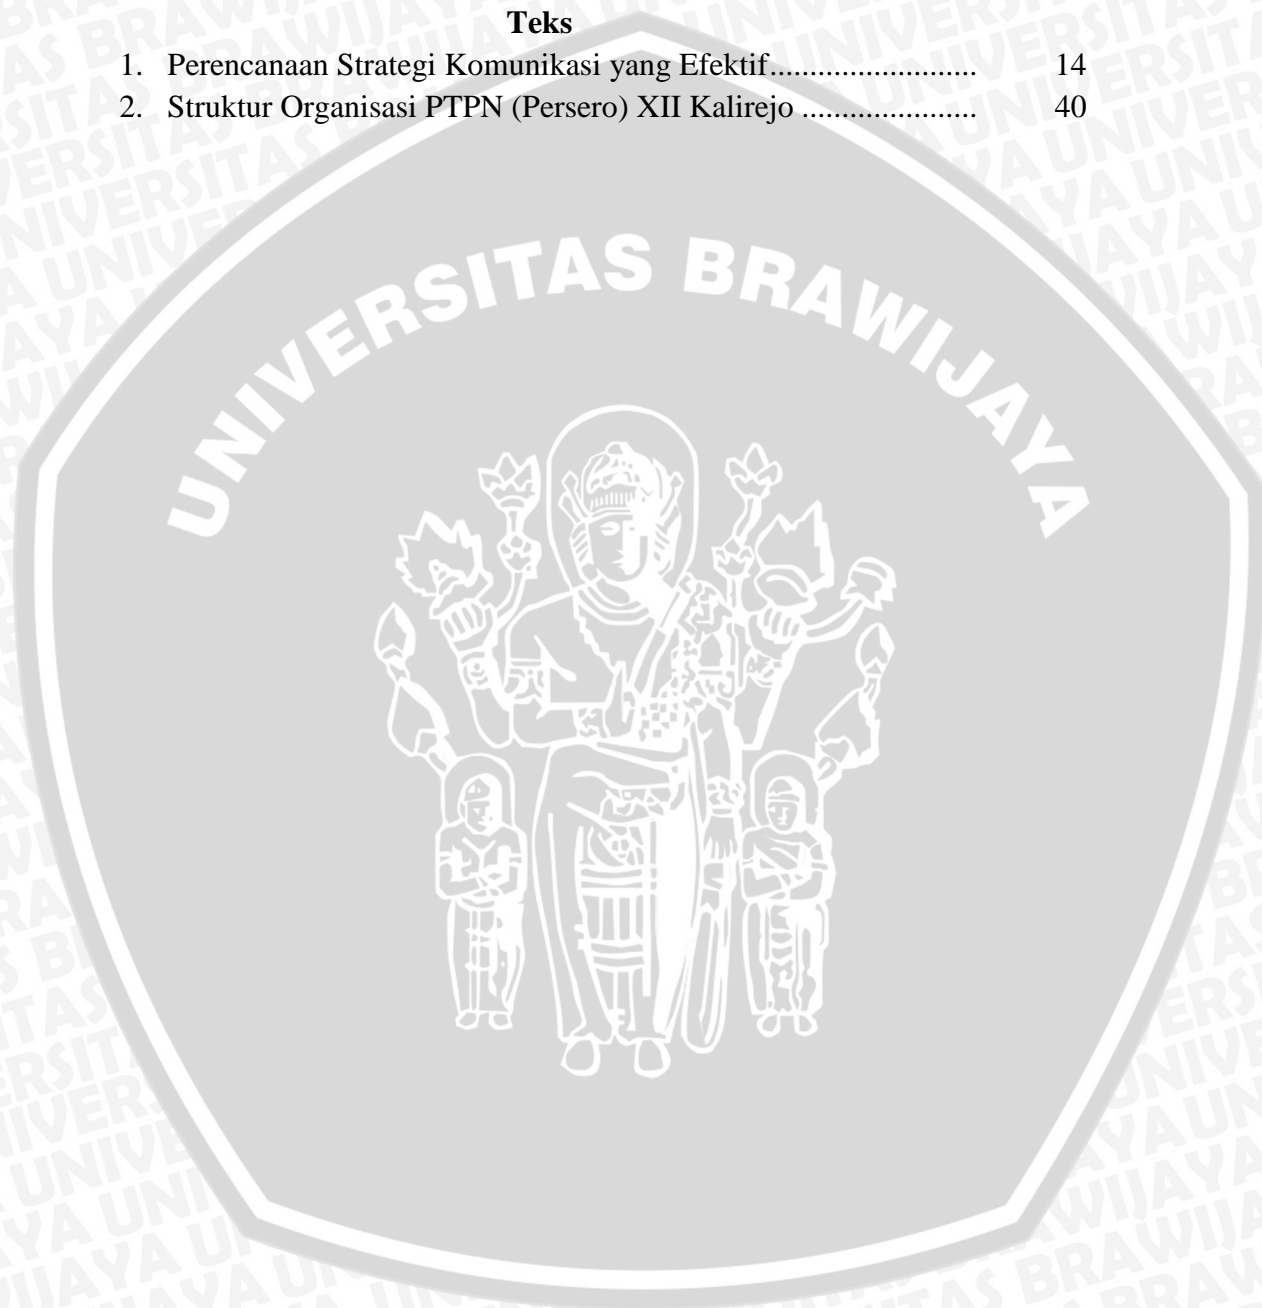 Teks
1. Perencanaan Strategi Komunikasi yang Efektif......................... 14
2. Struktur Organisasi PTPN (Persero) XII Kalirejo ..................... 40
UNIVERSITAS BRAWIJAYA